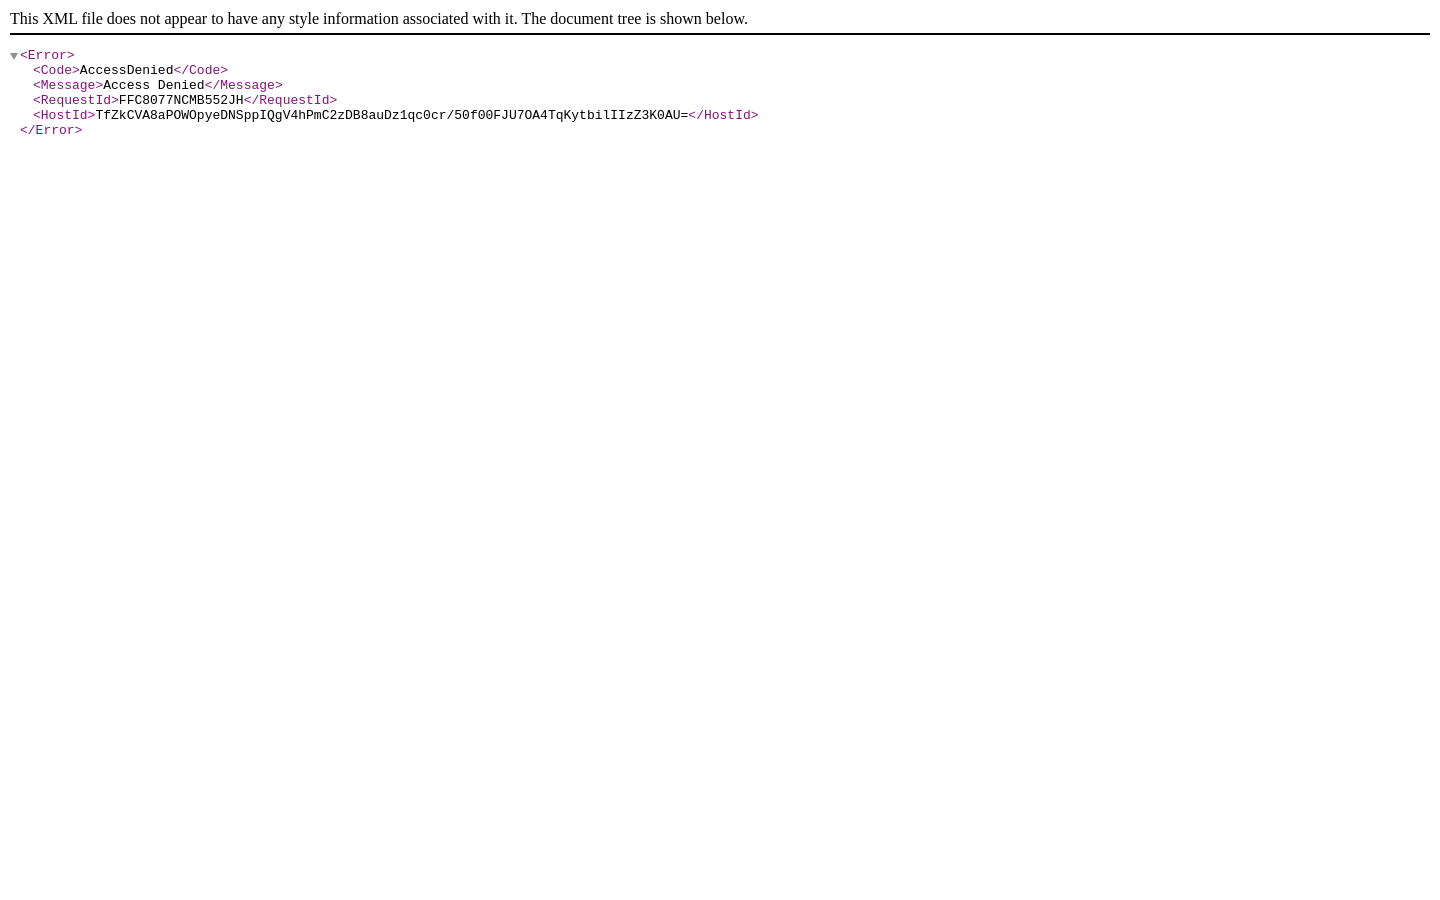 This XML file does not appear to have any style information associated with it. The document tree is shown below.
<Error>
<Code>AccessDenied</Code>
<Message>Access Denied</Message>
<RequestId>FFC8077NCMB552JH</RequestId>
<HostId>TfZkCVA8aPOWOpyeDNSppIQgV4hPmC2zDB8auDz1qc0cr/50f00FJU7OA4TqKytbilIIzZ3K0AU=</HostId>
</Error>